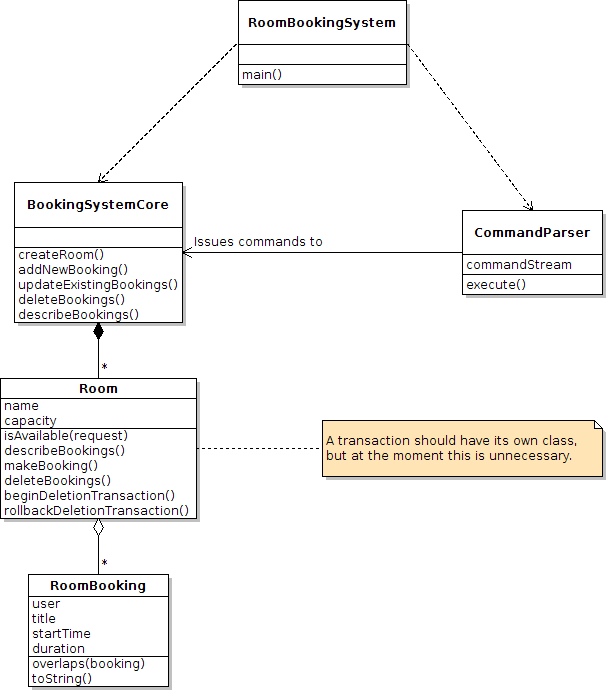 RoomBookingSystem
main()
BookingSystemCore
createRoom()
addNewBooking()
updateExistingBookings()
deleteBookings()
describeBookings()
Issues commands to
CommandParser
commandStream
execute()
*
Room
name
capacity
isAvailable(request)
describeBookings()
makeBooking()
deleteBookings()
beginDeletionTransaction()
rollbackDeletionTransaction()
A transaction should have its own class,
but at the moment this is unnecessary.
*
RoomBooking
user
title
startTime
duration
overlaps(booking)
toString()